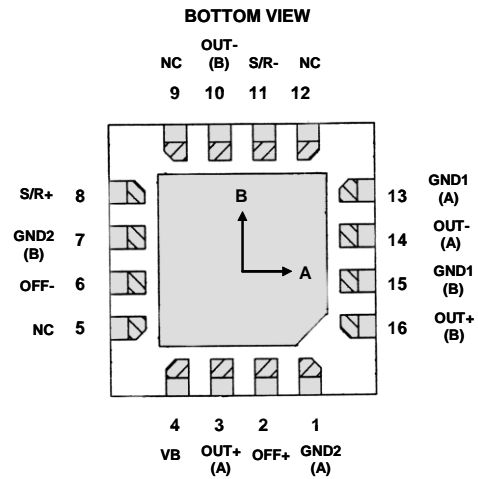 BOTTOM VIEW
OUT-
NC (B) S/R- NC
9 10 11 12
S/R+ 8
GND2 7
(B)
OFF- 6
NC 5
B
A
13 GND1
(A)
14 OUT-
(A)
15 GND1
(B)
16 OUT+
(B)
4 3 2 1
VB OUT+ OFF+ GND2
(A) (A)